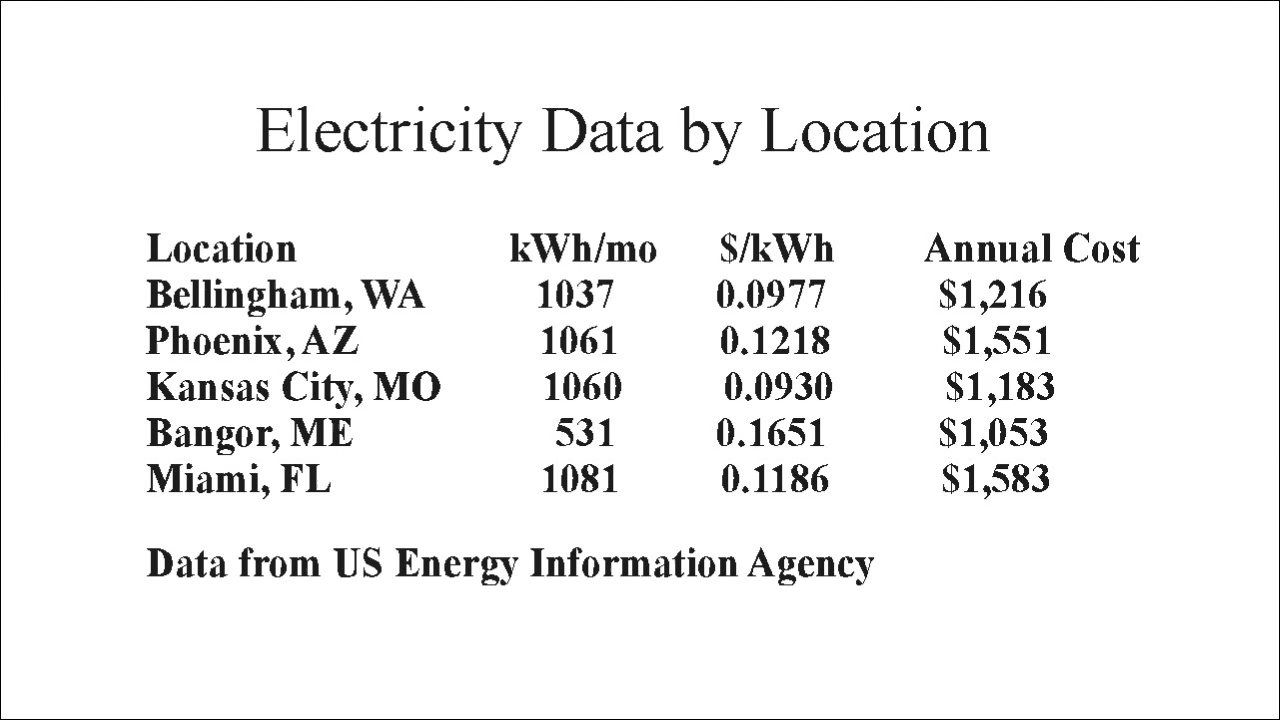 Electricity Data by Location
Location kWh/mo $/kWh Annual Cost
Bellingham, WA 1037 0.0977 $1,216
Phoenix, AZ 1061 0.1218 $1,551
Kansas City, MO 1060 0.0930 $1,183
Bangor, ME 531 0.1651 $1,053
Miami, FL 1081 0.1186 $1,583
Data from US Energy Information Agency